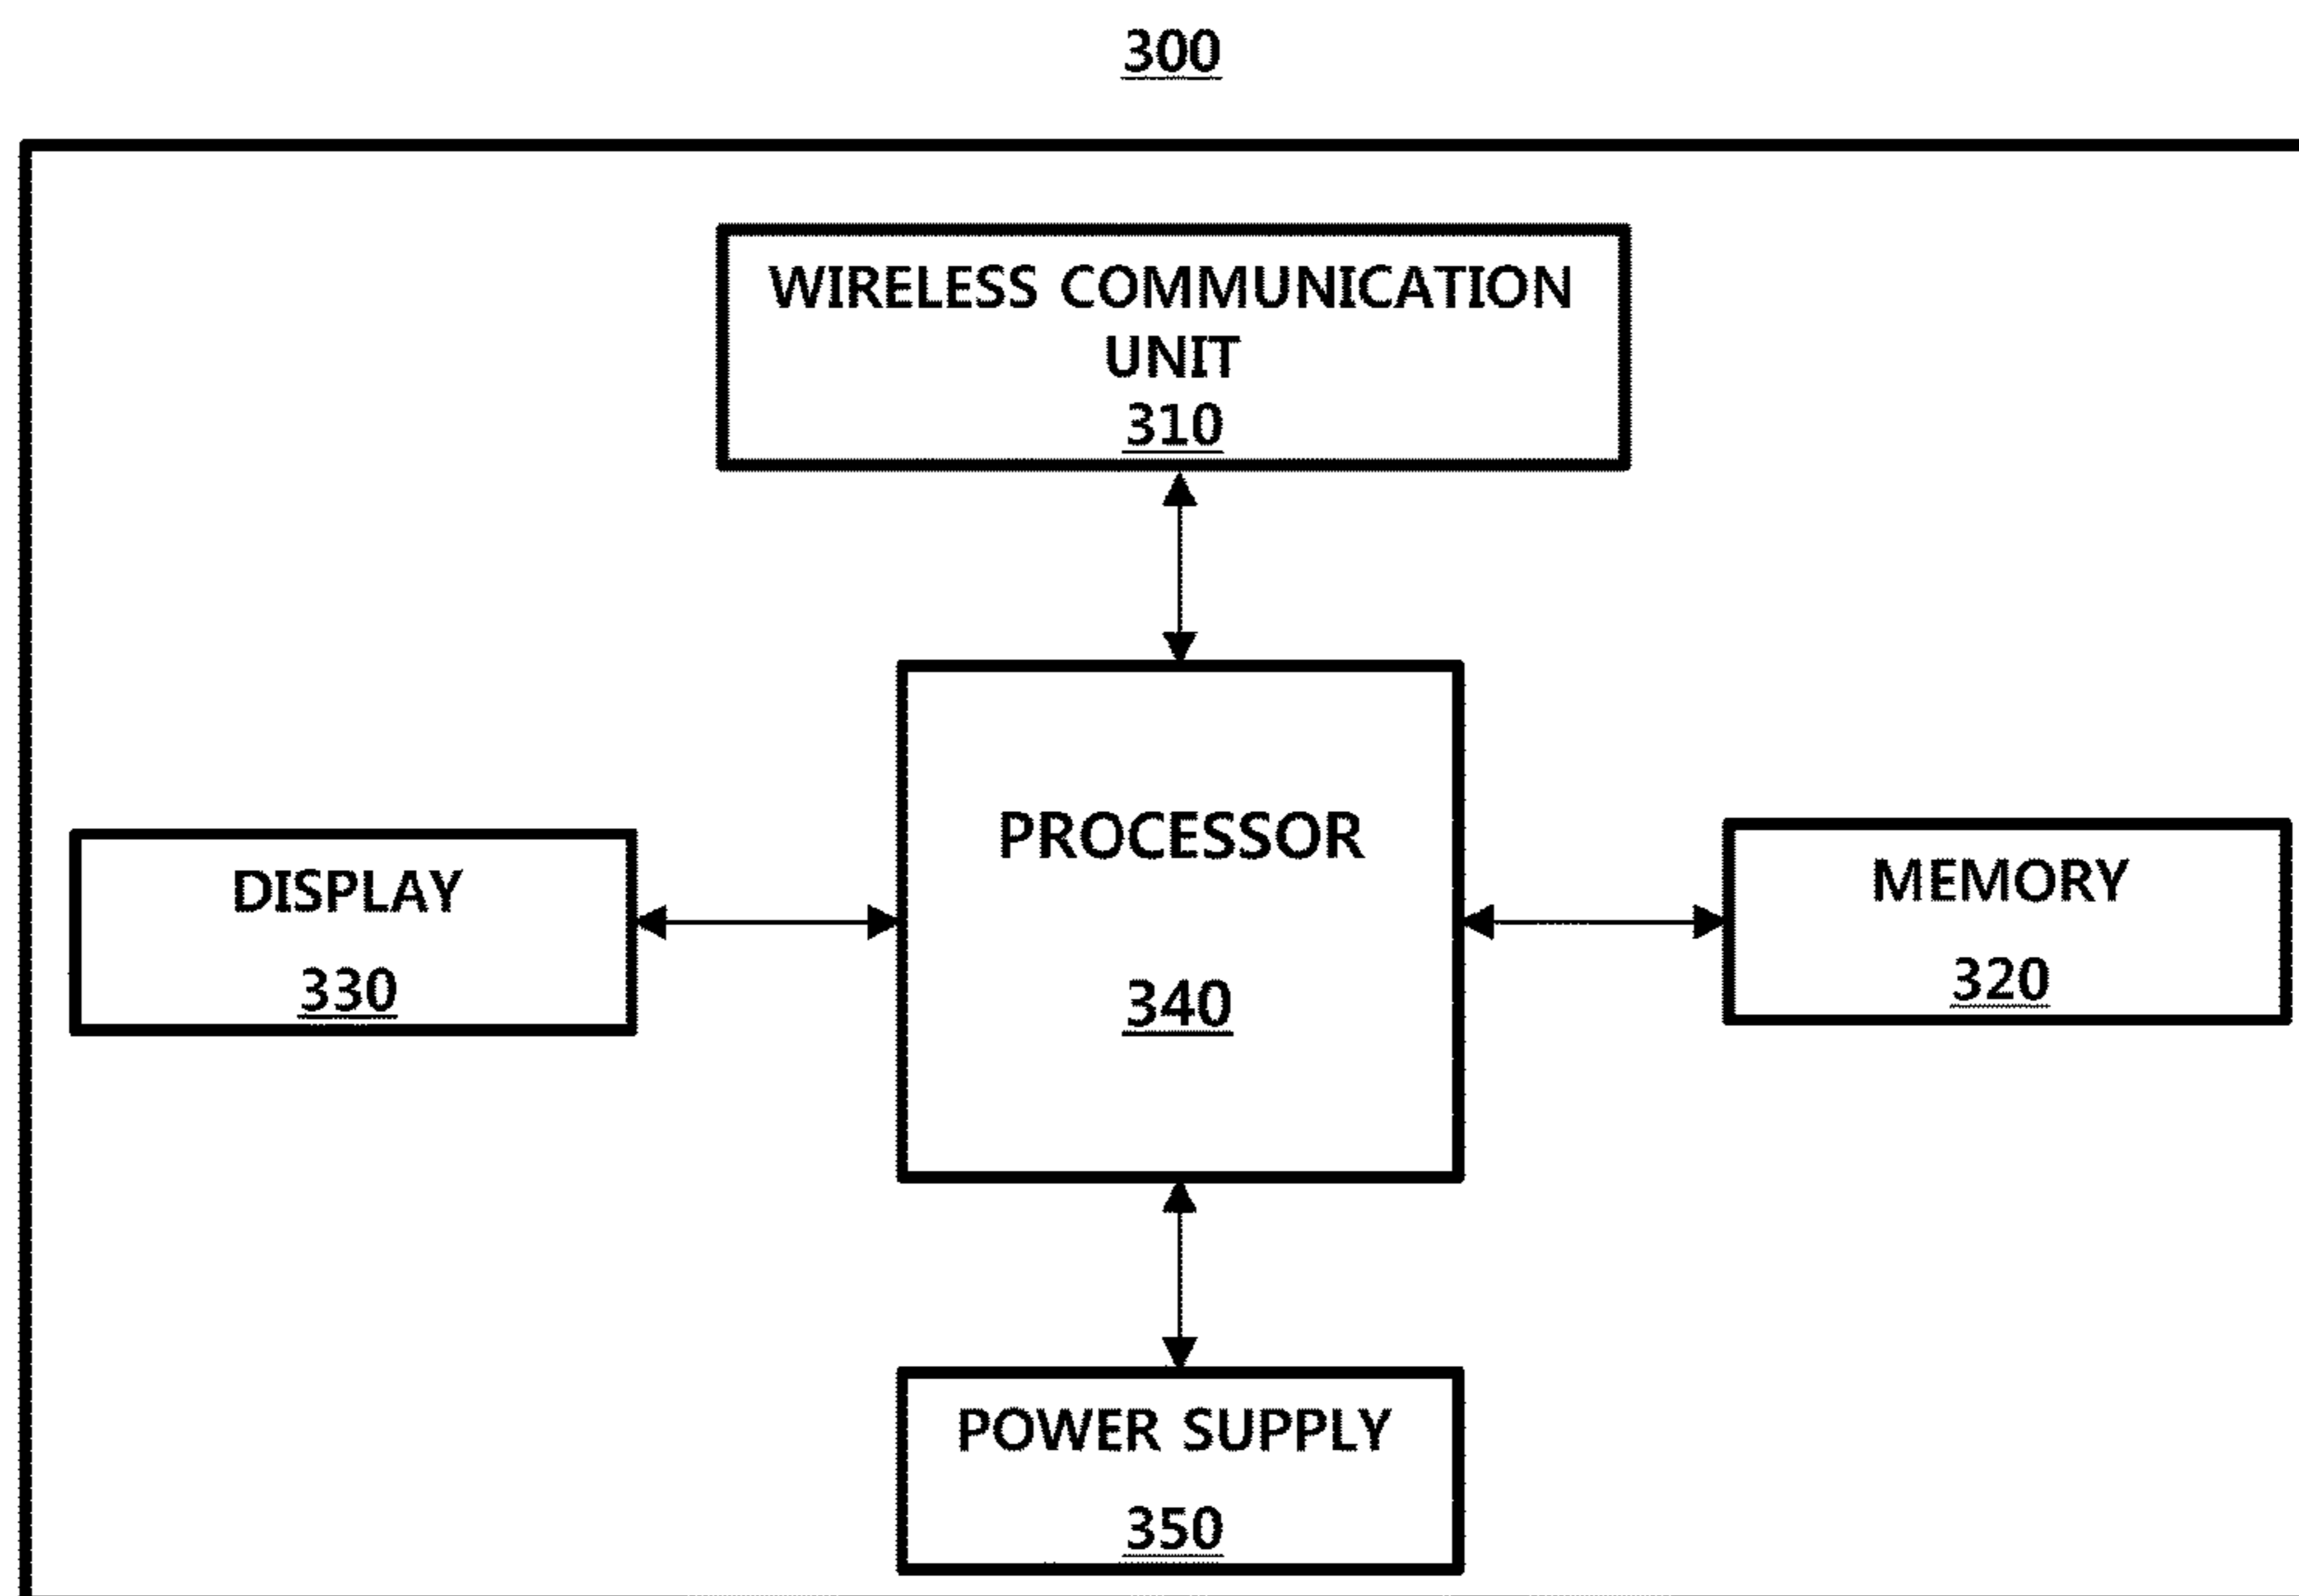 300
WIRELESS COMMUNICATION
UNIT
310
PROCESSOR
340
DISPLAY
330
MEMORY
320
POWER SUPPLY
350